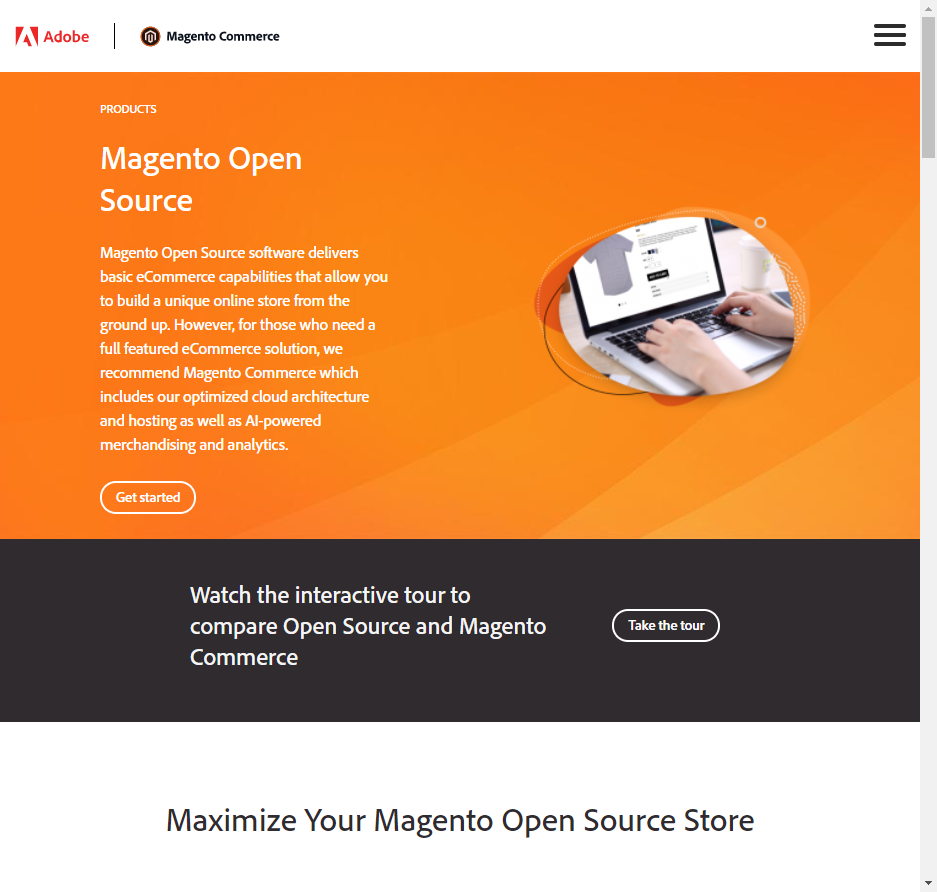 Adobe
Magento Commerce
PRODUCTS
Magento Open
Source
Magento Open Source software delivers
basic eCommerce capabilities that allow you
to build a unique online store from the
ground up. However, for those who need a
full featured eCommerce solution, we
recommend Magento Commerce which
includes our optimized cloud architecture
and hosting as well as AI-powered
merchandising and analytics.
Get started
Watch the interactive tour to
compare Open Source and Magento
Commerce
Take the tour
Maximize Your Magento Open Source Store